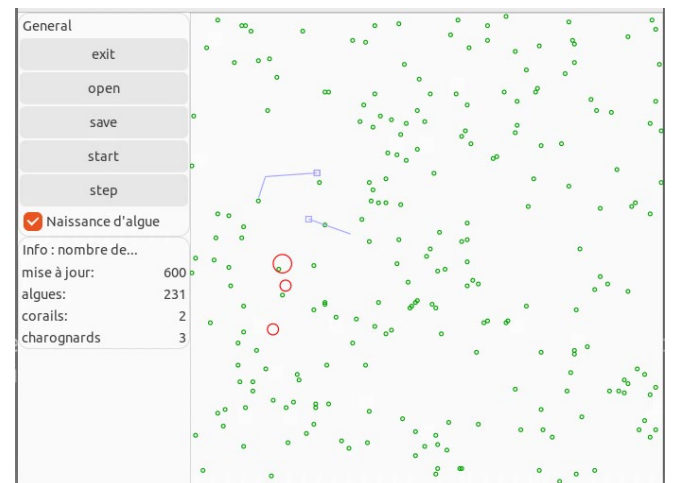 General
exit
open
save
start
step
Naissance d'algue
Info : nombre de...
mise à jour: 600
algues: 231
corails: 2
charognards 3